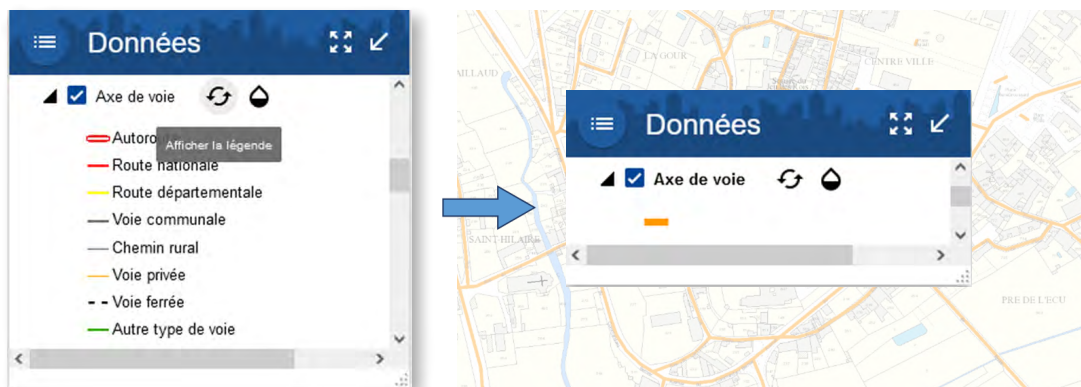 Données
Axe de voie
Afficher la légende
Route nationale
Route départementale
Voie communale
Chemin rural
Voie privée
Voie ferrée
Autre type de voie
LA GOUR
CENTRE VILLE
SAINT HILAIRE
PRE DE L'ECU
Données
Axe de voie